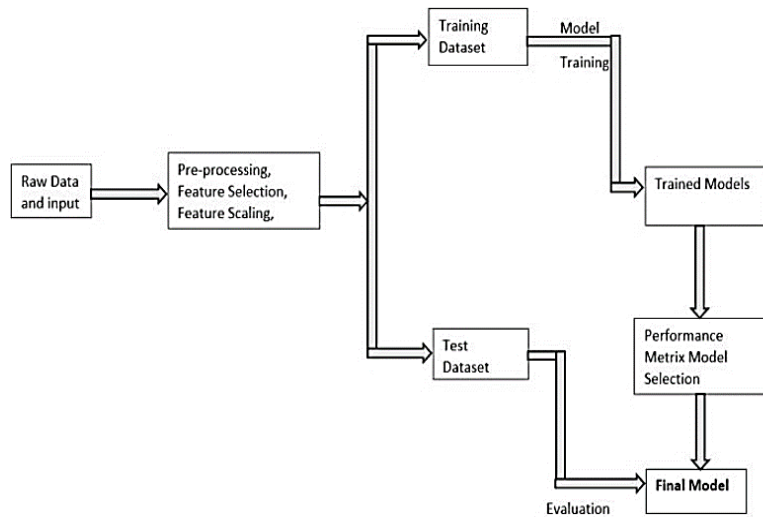 Raw Data
and input
Pre-processing,
Feature Selection,
Feature Scaling,
Training
Dataset
Model
Training
Trained Models
Test
Dataset
Performance
Metrix Model
Selection
Evaluation
Final Model